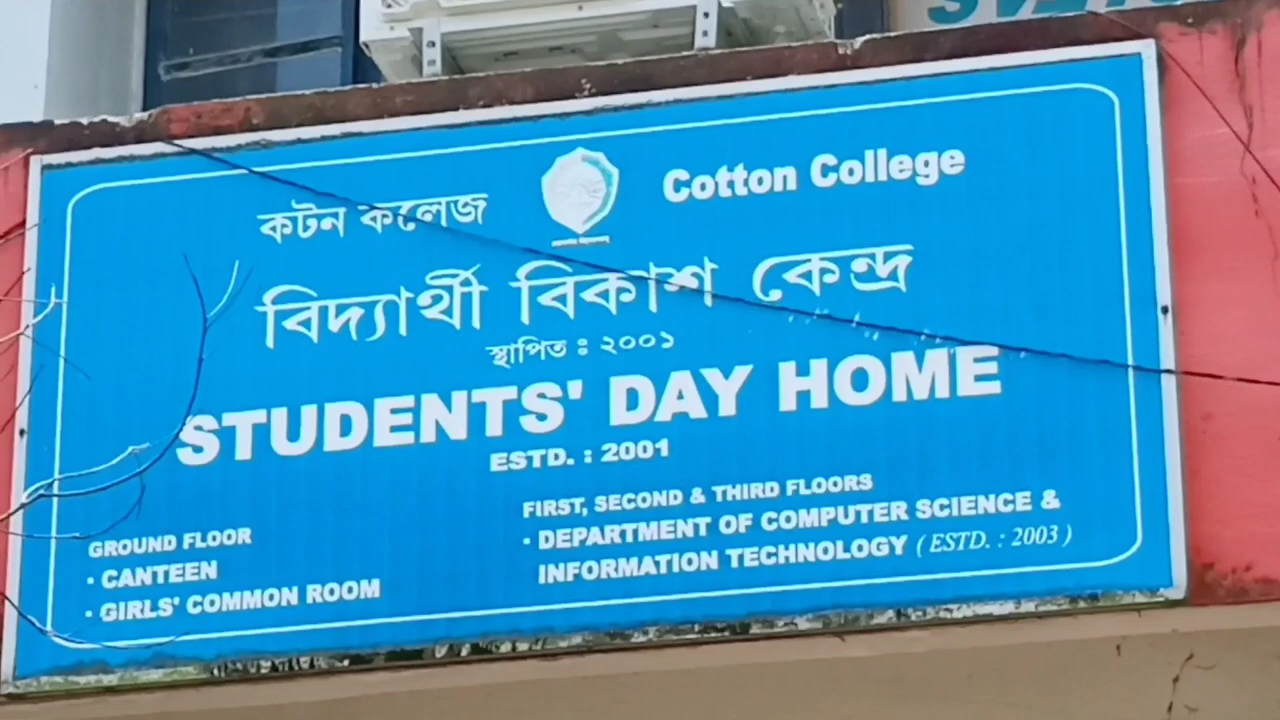 কটন কলেজ
Cotton College
বিদ্যাৰ্থী বিকাশ কেন্দ্ৰ
স্থাপিত : ২০০১
STUDENTS' DAY HOME
ESTD. : 2001
GROUND FLOOR
· CANTEEN
· GIRLS' COMMON ROOM
FIRST, SECOND & THIRD FLOORS
· DEPARTMENT OF COMPUTER SCIENCE &
INFORMATION TECHNOLOGY ( ESTD. : 2003 )